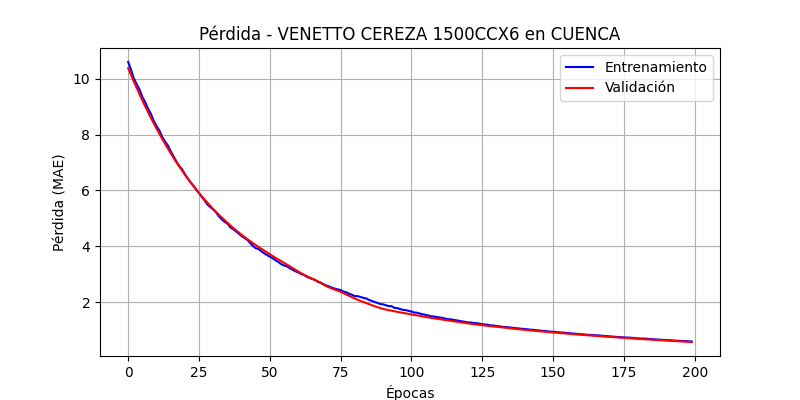 Pérdida - VENETTO CEREZA 1500CCX6 en CUENCA
Entrenamiento
Validación
Pérdida (MAE)
10
8
6
4
2
0 25 50 75 100 125 150 175 200
Épocas